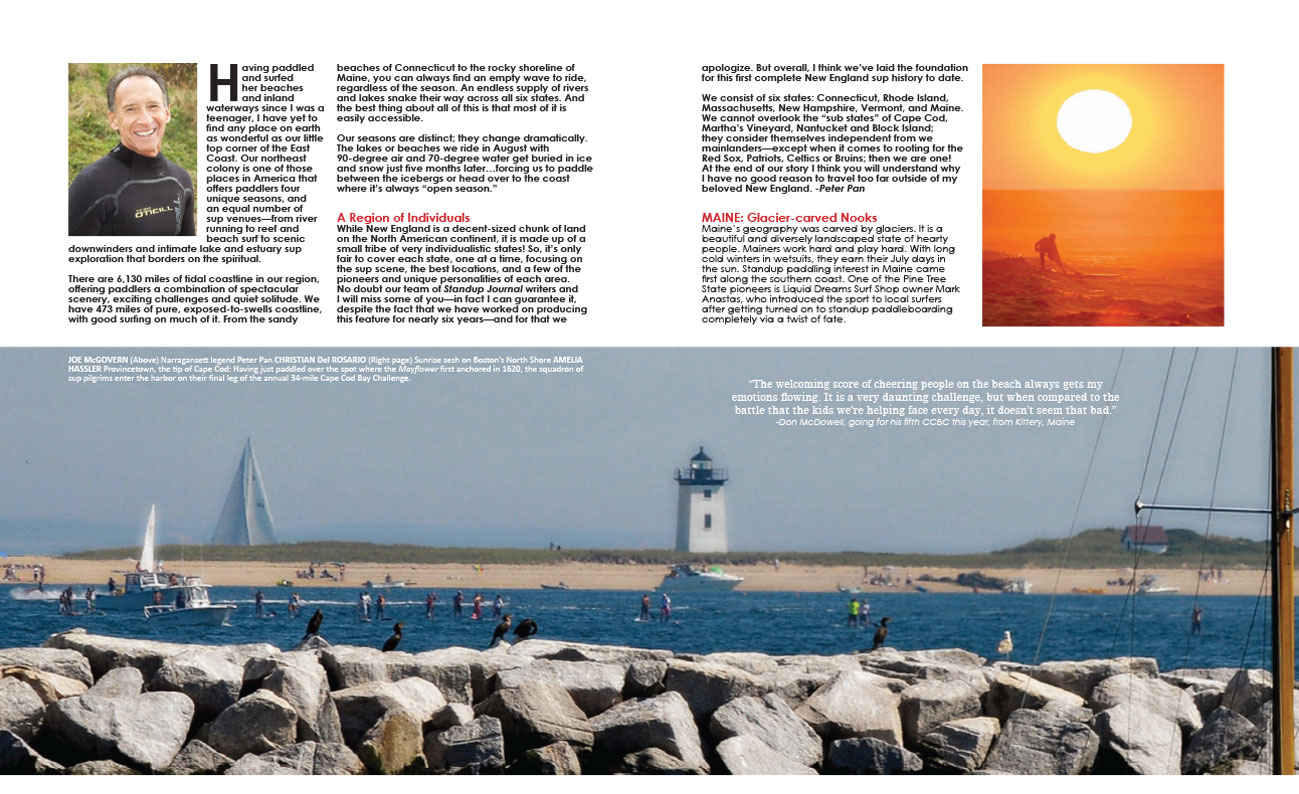 Having paddled
and surfed
her beaches
and inland
waterways since I was a
teenager, I have yet to
find any place on earth
as wonderful as our little
top corner of the East
Coast. Our northeast
colony is one of those
places in America that
offers paddlers four
unique seasons, and
an equal number of
sup venues—from river
running to reef and
beach surf to scenic
downwinders and intimate lake and estuary sup
exploration that borders on the spiritual.
There are 6,130 miles of tidal coastline in our region,
offering paddlers a combination of spectacular
scenery, exciting challenges and quiet solitude. We
have 473 miles of pure, exposed-to-swells coastline,
with good surfing on much of it. From the sandy
beaches of Connecticut to the rocky shoreline of
Maine, you can always find an empty wave to ride,
regardless of the season. An endless supply of rivers
and lakes snake their way across all six states. And
the best thing about all of this is that most of it is
easily accessible.
Our seasons are distinct; they change dramatically.
The lakes or beaches we ride in August with
90-degree air and 70-degree water get buried in ice
and snow just five months later…forcing us to paddle
between the icebergs or head over to the coast
where it's always “open season.”
A Region of Individuals
While New England is a decent-sized chunk of land
on the North American continent, it is made up of a
small tribe of very individualistic states! So, it's only
fair to cover each state, one at a time, focusing on
the sup scene, the best locations, and a few of the
pioneers and unique personalities of each area.
No doubt our team of Standup Journal writers and
I will miss some of you—in fact I can guarantee it,
despite the fact that we have worked on producing
this feature for nearly six years—and for that we
apologize. But overall, I think we've laid the foundation
for this first complete New England sup history to date.
We consist of six states: Connecticut, Rhode Island,
Massachusetts, New Hampshire, Vermont, and Maine.
We cannot overlook the “sub states” of Cape Cod,
Martha's Vineyard, Nantucket and Block Island;
they consider themselves independent from we
mainlanders—except when it comes to rooting for the
Red Sox, Patriots, Celtics or Bruins; then we are one!
At the end of our story I think you will understand why
I have no good reason to travel too far outside of my
beloved New England. -Peter Pan
MAINE: Glacier-carved Nooks
Maine's geography was carved by glaciers. It is a
beautiful and diversely landscaped state of hearty
people. Mainers work hard and play hard. With long
cold winters in wetsuits, they earn their July days in
the sun. Standup paddling interest in Maine came
first along the southern coast. One of the Pine Tree
State pioneers is Liquid Dreams Surf Shop owner Mark
Anastas, who introduced the sport to local surfers
after getting turned on to standup paddleboarding
completely via a twist of fate.
O'NEILL
JOE McGOVERN (Above) Narragansett legend Peter Pan CHRISTIAN Del ROSARIO (Right page) Sunrise sesh on Boston's North Shore AMELIA
HASSLER Provincetown, the tip of Cape Cod: Having just paddled over the spot where the Mayflower first anchored in 1620, the squadron of
sup pilgrims enter the harbor on their final leg of the annual 34-mile Cape Cod Bay Challenge.
“The welcoming score of cheering people on the beach always gets my
emotions flowing. It is a very daunting challenge, but when compared to the
battle that the kids we're helping face every day, it doesn't seem that bad.”
-Don McDowell, going for his fifth CCBC this year, from Kittery, Maine